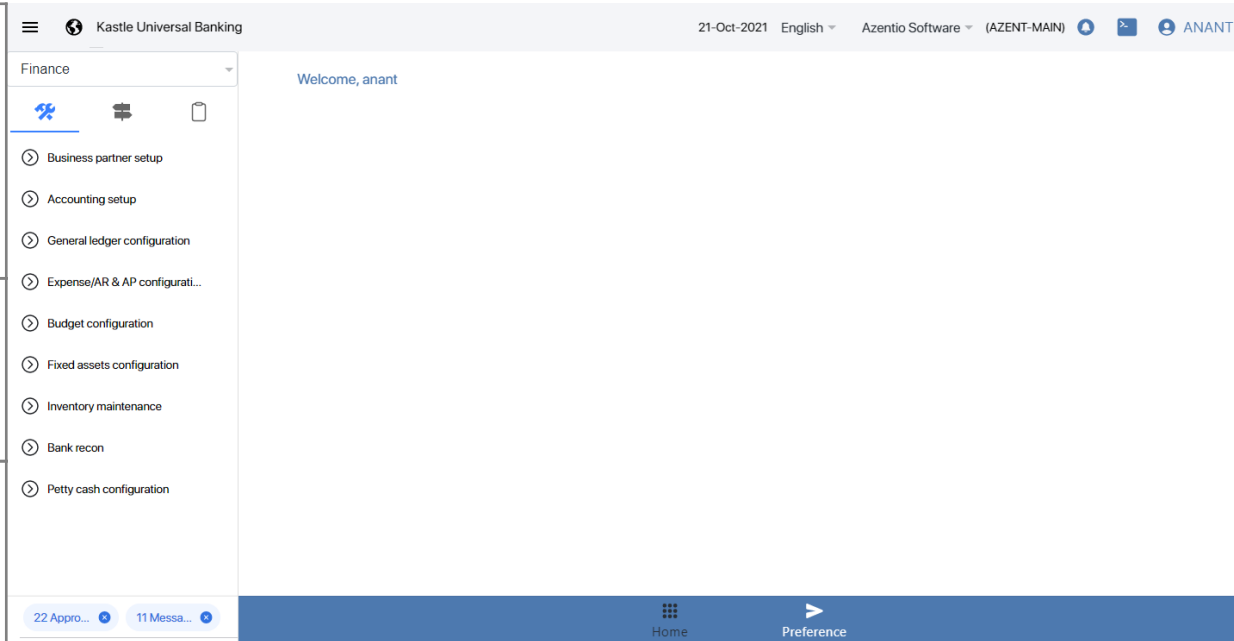 Kastle Universal Banking 21-Oct-2021 English Azentio Software (AZENT-MAIN) ANANT
Finance
Welcome, anant
Business partner setup
Accounting setup
General ledger configuration
Expense/AR & AP configurati...
Budget configuration
Fixed assets configuration
Inventory maintenance
Bank recon
Petty cash configuration
22 Appro... 11 Messa...
Home Preference